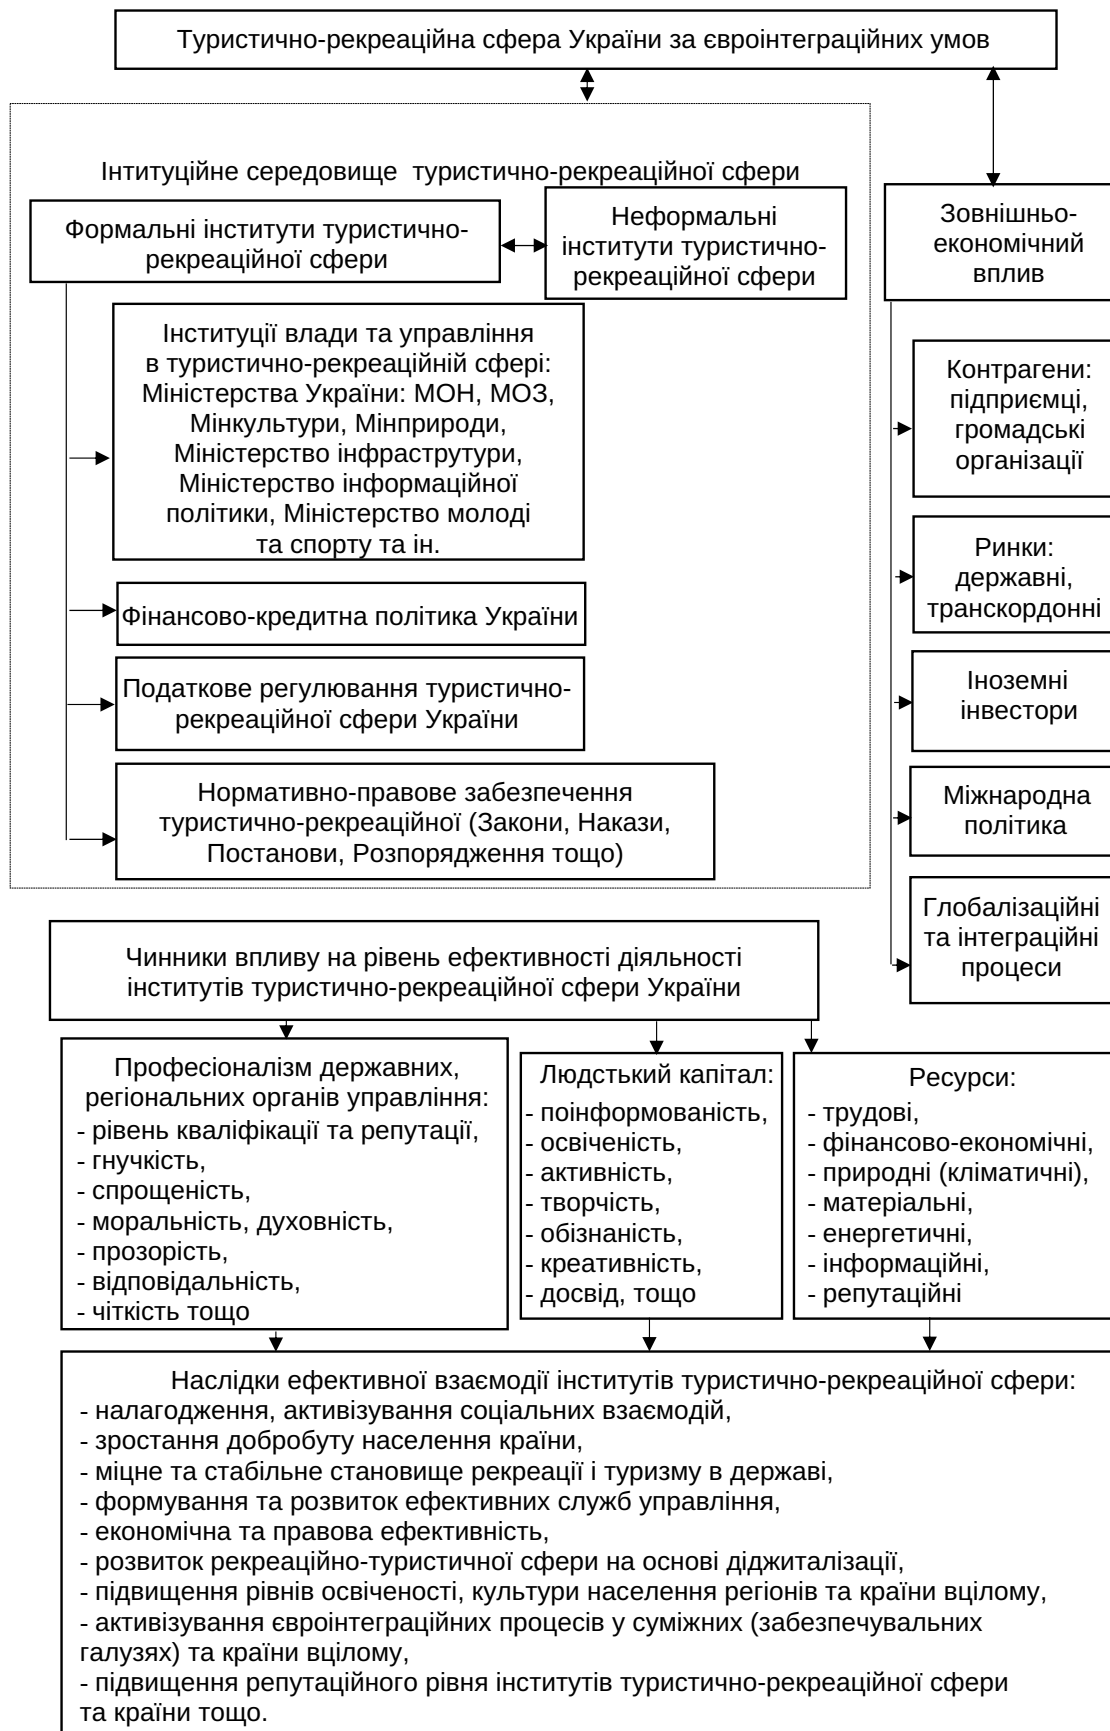 Туристично-рекреаційна сфера України за євроінтеграційних умов
Інтитуційне середовище туристично-рекреаційної сфери
Формальні інститути туристично-
рекреаційної сфери
Неформальні
інститути туристично-
рекреаційної сфери
Зовнішньо-
економічний
вплив
Інституції влади та управління
в туристично-рекреаційній сфері:
Міністерства України: МОН, МОЗ,
Мінкультури, Мінприроди,
Міністерство інфраструтури,
Міністерство інформаційної
політики, Міністерство молоді
та спорту та ін.
Фінансово-кредитна політика України
Податкове регулювання туристично-
рекреаційної сфери України
Нормативно-правове забезпечення
туристично-рекреаційної (Закони, Накази,
Постанови, Розпорядження тощо)
Контрагени:
підприємці,
громадські
організації
Ринки:
державні,
транскордонні
Іноземні
інвестори
Міжнародна
політика
Глобалізаційні
та інтеграційні
процеси
Чинники впливу на рівень ефективності діяльності
інститутів туристично-рекреаційної сфери України
Професіоналізм державних,
регіональних органів управління:
- рівень кваліфікації та репутації,
- гнучкість,
- спрощеність,
- моральність, духовність,
- прозорість,
- відповідальність,
- чіткість тощо
Людстький капітал:
- поінформованість,
- освіченість,
- активність,
- творчість,
- обізнаність,
- креативність,
- досвід, тощо
Ресурси:
- трудові,
- фінансово-економічні,
- природні (кліматичні),
- матеріальні,
- енергетичні,
- інформаційні,
- репутаційні
Наслідки ефективної взаємодії інститутів туристично-рекреаційної сфери:
- налагодження, активізування соціальних взаємодій,
- зростання добробуту населення країни,
- міцне та стабільне становище рекреації і туризму в державі,
- формування та розвиток ефективних служб управління,
- економічна та правова ефективність,
- розвиток рекреаційно-туристичної сфери на основі діджиталізації,
- підвищення рівнів освіченості, культури населення регіонів та країни вцілому,
- активізування євроінтеграційних процесів у суміжних (забезпечувальних
галузях) та країни вцілому,
- підвищення репутаційного рівня інститутів туристично-рекреаційної сфери
та країни тощо.